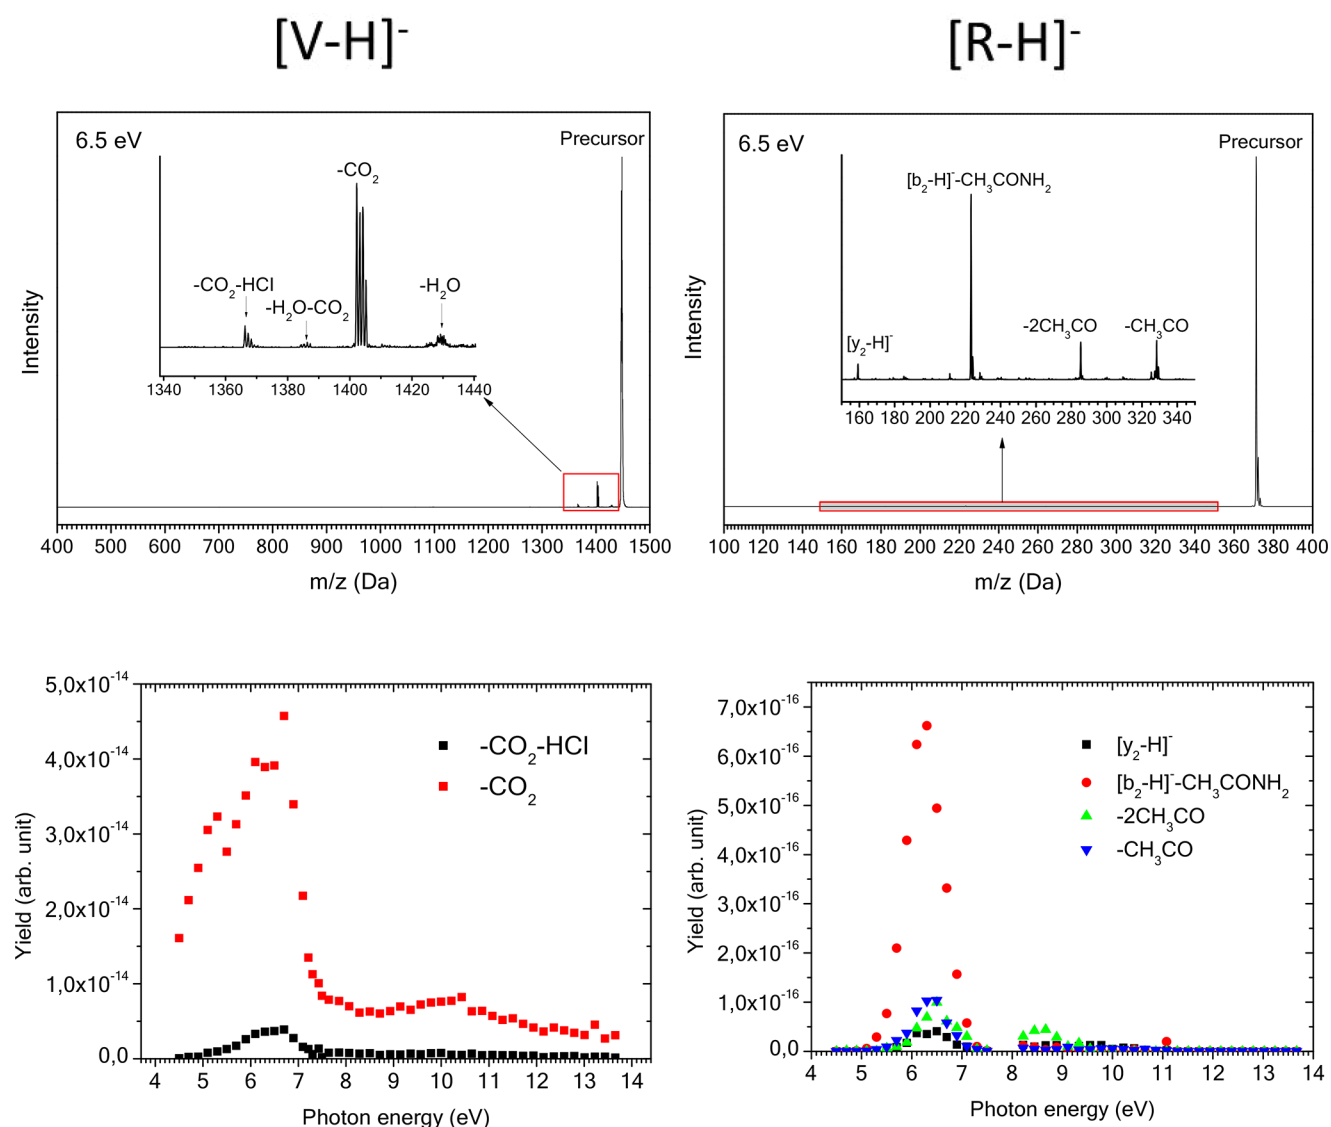 [V-H]⁻
[R-H]⁻
6.5 eV
Precursor
-CO₂
-CO₂-HCl
-H₂O-CO₂
-H₂O
1340 1360 1380 1400 1420 1440
Intensity
400 500 600 700 800 900 1000 1100 1200 1300 1400 1500
m/z (Da)
6.5 eV
Precursor
[b₂-H]⁻-CH₃CONH₂
-2CH₃CO
-CH₃CO
[y₂-H]⁻
160 180 200 220 240 260 280 300 320 340
Intensity
100 120 140 160 180 200 220 240 260 280 300 320 340 360 380 400
m/z (Da)
5,0x10⁻¹⁴
4,0x10⁻¹⁴
3,0x10⁻¹⁴
2,0x10⁻¹⁴
1,0x10⁻¹⁴
0,0
Yield (arb. unit)
-CO₂-HCl
-CO₂
4 5 6 7 8 9 10 11 12 13 14
Photon energy (eV)
7,0x10⁻¹⁶
6,0x10⁻¹⁶
5,0x10⁻¹⁶
4,0x10⁻¹⁶
3,0x10⁻¹⁶
2,0x10⁻¹⁶
1,0x10⁻¹⁶
0,0
Yield (arb. unit)
[y₂-H]⁻
[b₂-H]⁻-CH₃CONH₂
-2CH₃CO
-CH₃CO
4 5 6 7 8 9 10 11 12 13 14
Photon energy (eV)